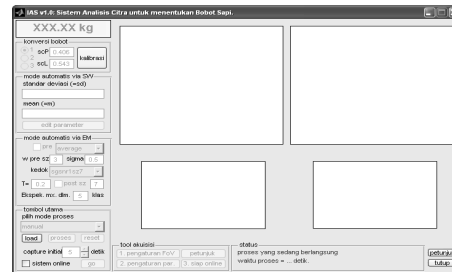 IAS v1.0: Sistem Analisis Citra untuk menentukan Bobot Sapi.
XXX.XX kg
konversi bobot
1 scP 0.406
2
3 scL 0.543
kalibrasi
mode automatis via SVV
standar deviasi (=sd)
mean (=m)
edit parameter
mode automatis via EM
pre average
w pre sz 3 sigma 0.5
kedok
T= 0.2 post sz 7
Ekspek. mx. dim. 5 klas
tombol utama
pilih mode proses
manual
load proses reset
capture initial 5 detik
sistem online go
tool akuisisi
1. pengaturan FoV petunjuk
2. pengaturan par. 3. siap online
status
proses yang sedang berlangsung
waktu proses = ... detik.
petunjuk
tutup